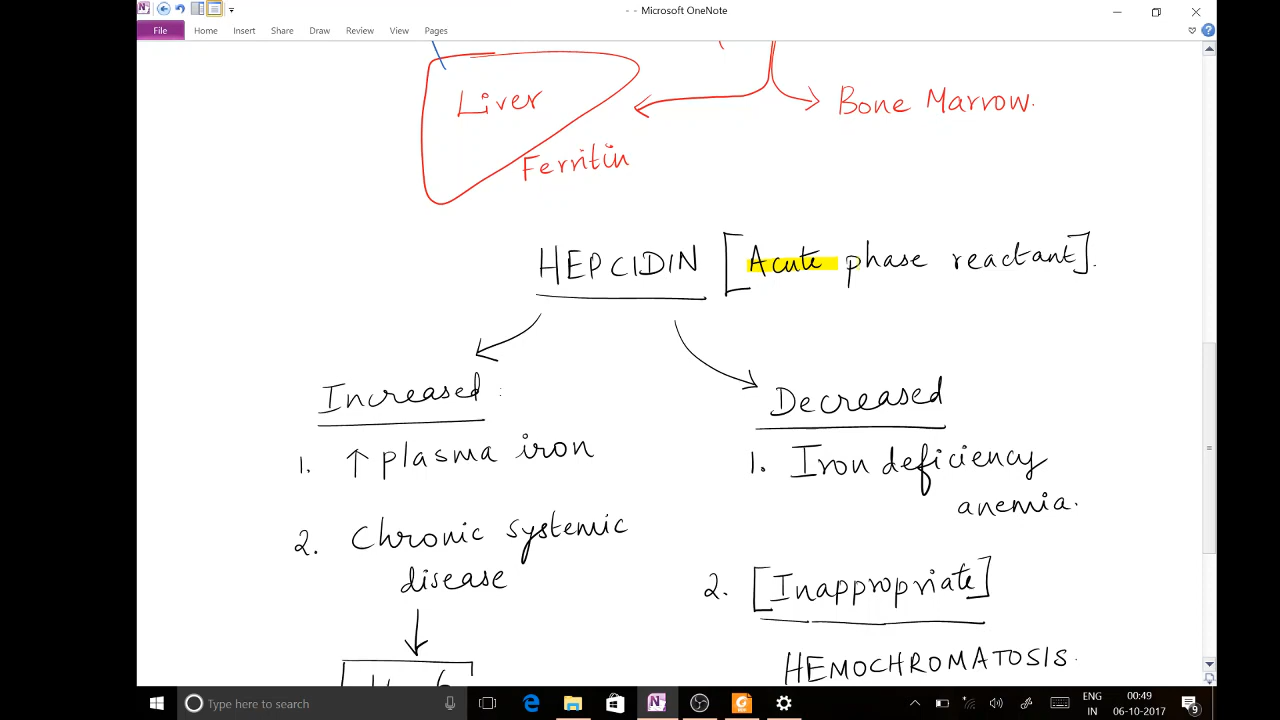 - - Microsoft OneNote
File Home Insert Share Draw Review View Pages
Liver
Bone Marrow.
Ferritin
HEPCIDIN [Acute phase reactant].
Increased :
Decreased
1. ↑ plasma iron
1. Iron deficiency
anemia.
2. Chronic systemic
disease
2. [Inappropriate]
HEMOCHROMATOSIS.
Type here to search
ENG
IN
00:49
06-10-2017
9